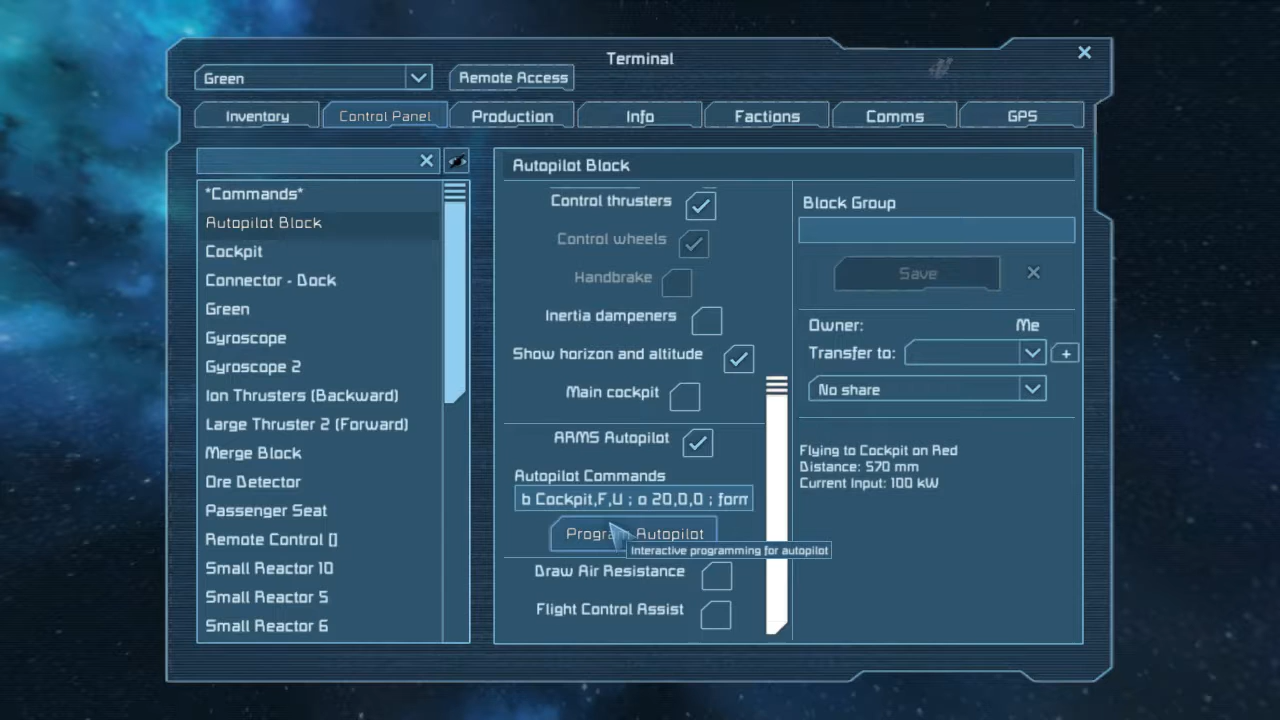 Terminal
Green
Remote Access
Inventory
Control Panel
Production
Info
Factions
Comms
GPS
*Commands*
Autopilot Block
Cockpit
Connector - Dock
Green
Gyroscope
Gyroscope 2
Ion Thrusters (Backward)
Large Thruster 2 (Forward)
Merge Block
Ore Detector
Passenger Seat
Remote Control []
Small Reactor 10
Small Reactor 5
Small Reactor 6
Autopilot Block
Control thrusters
Control wheels
Handbrake
Inertia dampeners
Show horizon and altitude
Main cockpit
ARMS Autopilot
Autopilot Commands
b Cockpit,F,U ; o 20,0,0 ; form
Program Autopilot
Interactive programming for autopilot
Draw Air Resistance
Flight Control Assist
Block Group
Save
Owner: Me
Transfer to:
No share
Flying to Cockpit on Red
Distance: 570 mm
Current Input: 100 kW